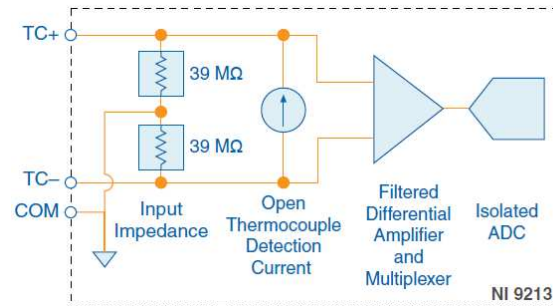 TC+
39 MΩ
39 MΩ
TC–
COM
Input
Impedance
Open
Thermocouple
Detection
Current
Filtered
Differential
Amplifier
and
Multiplexer
Isolated
ADC
NI 9213